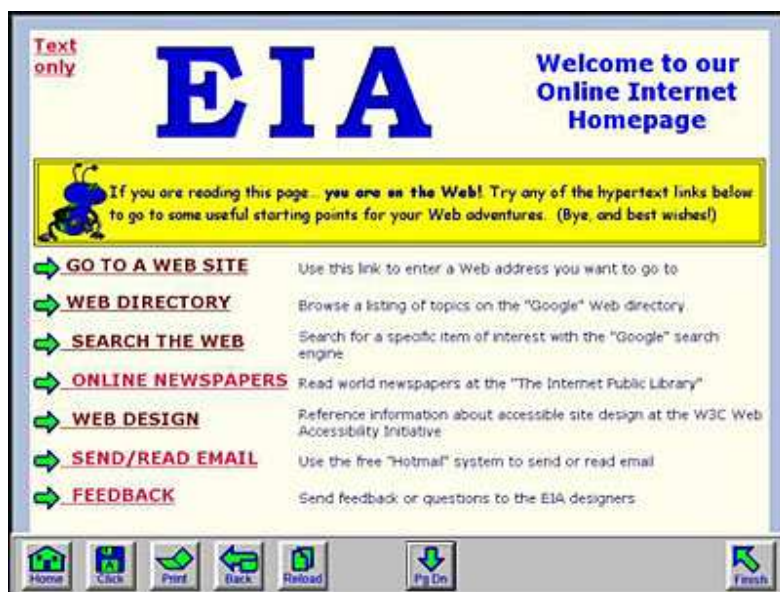 Text
only
EIA
Welcome to our
Online Internet
Homepage
If you are reading this page... you are on the Web! Try any of the hypertext links below
to go to some useful starting points for your Web adventures. (Bye, and best wishes!)
GO TO A WEB SITE Use this link to enter a Web address you want to go to
WEB DIRECTORY Browse a listing of topics on the "Google" Web directory.
SEARCH THE WEB Search for a specific item of interest with the "Google" search
engine
ONLINE NEWSPAPERS Read world newspapers at the "The Internet Public Library"
WEB DESIGN Reference information about accessible site design at the W3C Web
Accessibility Initiative
SEND/READ EMAIL Use the free "Hotmail" system to send or read email
FEEDBACK Send feedback or questions to the EIA designers
Home Click Print Back Reload Pg Dn Finish